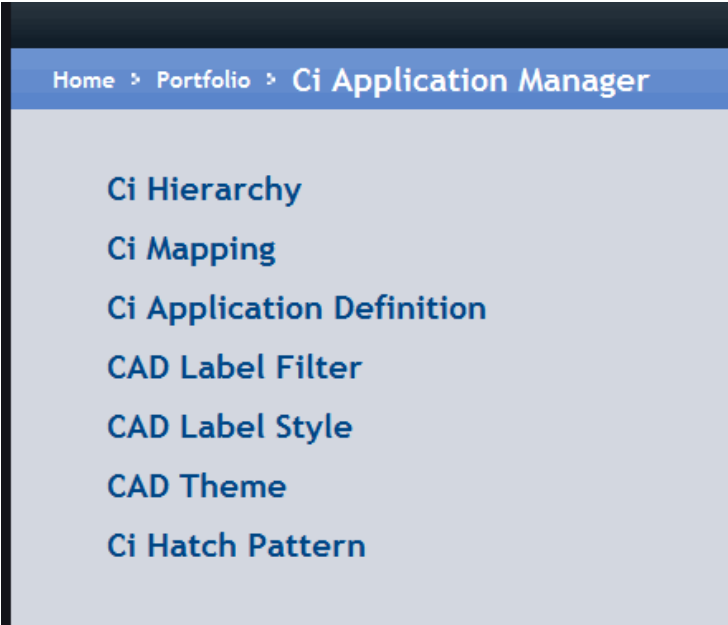 Home > Portfolio > Ci Application Manager
Ci Hierarchy
Ci Mapping
Ci Application Definition
CAD Label Filter
CAD Label Style
CAD Theme
Ci Hatch Pattern